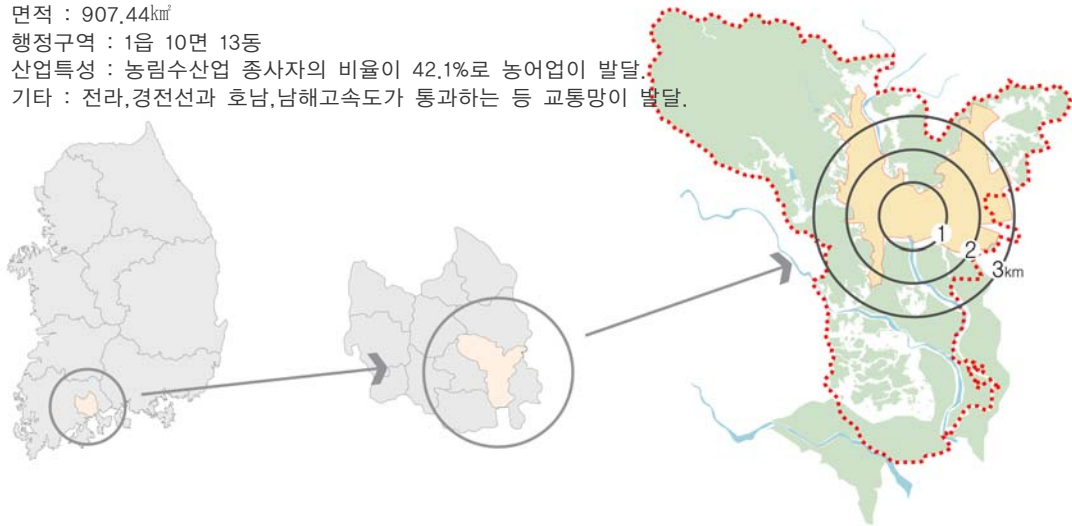 면적 : 907.44㎢
행정구역 : 1읍 10면 13동
산업특성 : 농림수산업 종사자의 비율이 42.1%로 농어업이 발달.
기타 : 전라,경전선과 호남,남해고속도가 통과하는 등 교통망이 발달.
1
2
3km